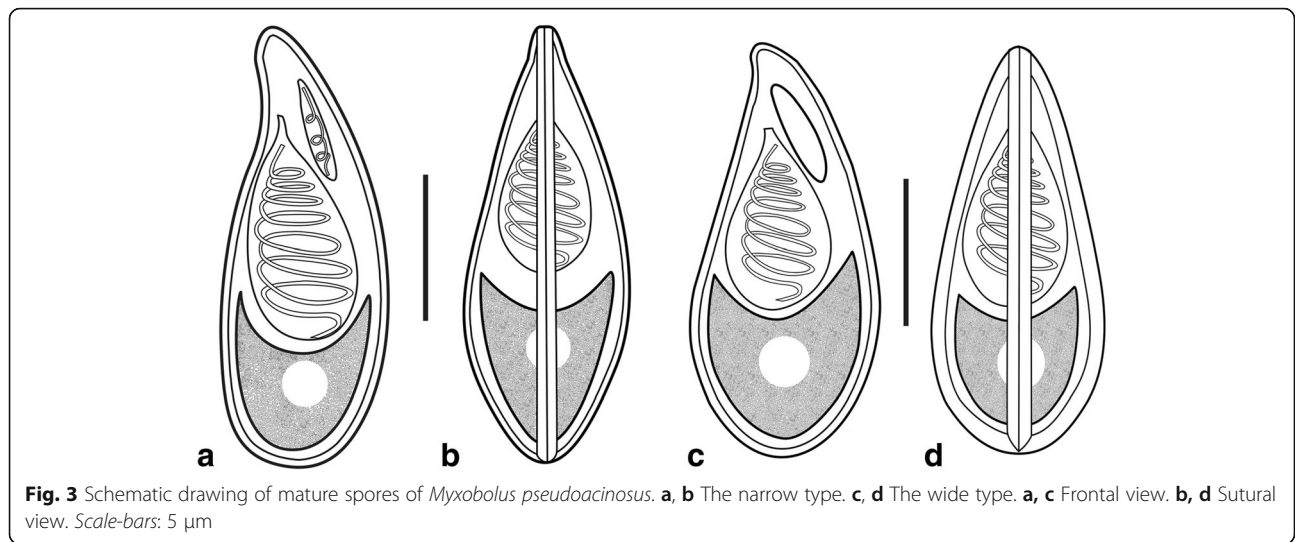 a b c d
Fig. 3 Schematic drawing of mature spores of Myxobolus pseudoacinosus. a, b The narrow type. c, d The wide type. a, c Frontal view. b, d Sutural
view. Scale-bars: 5 μm